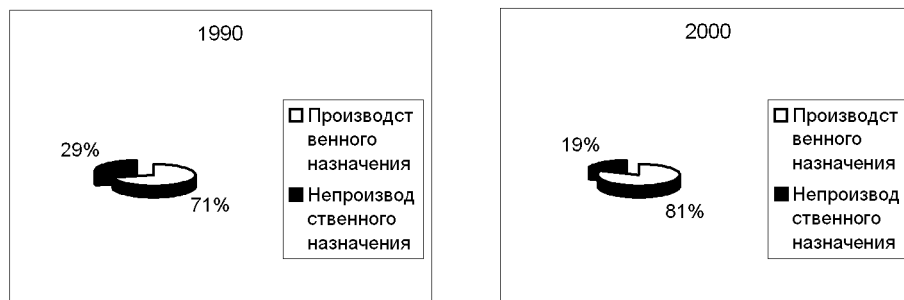 1990
29%
71%
Производст
венного
назначения
Непроизвод
ственного
назначения
2000
19%
81%
Производст
венного
назначения
Непроизвод
ственного
назначения